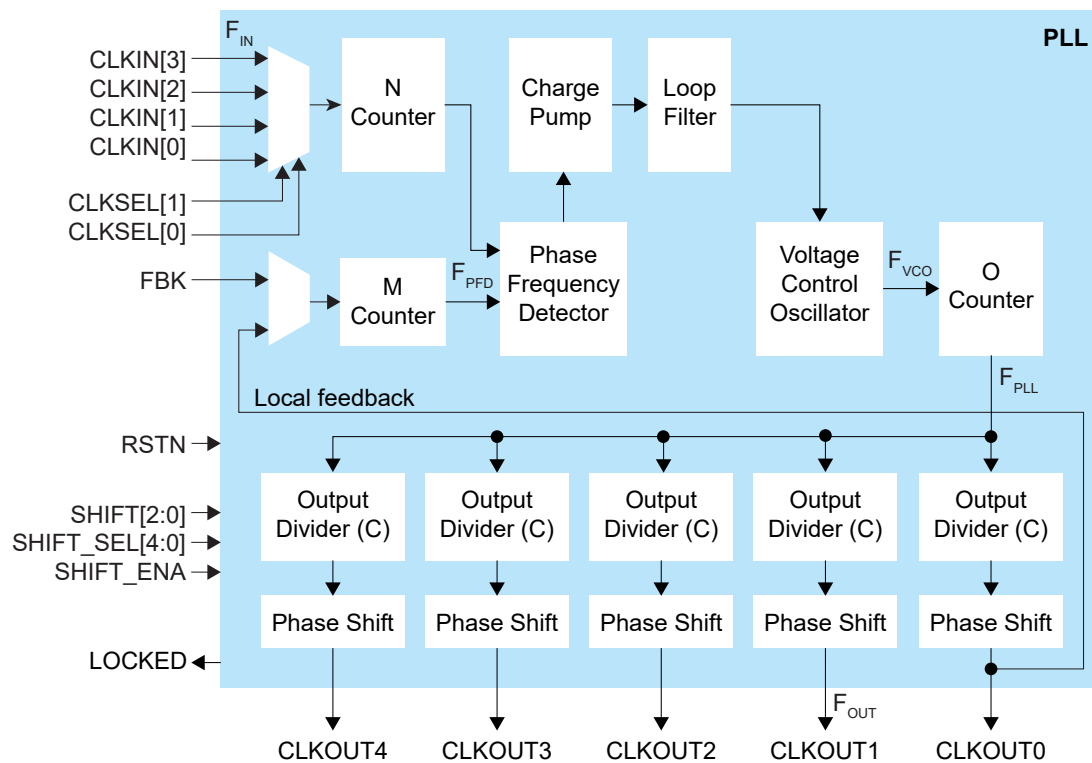 PLL
F_IN
CLKIN[3]
CLKIN[2]
CLKIN[1]
CLKIN[0]
CLKSEL[1]
CLKSEL[0]
FBK
N
Counter
Charge
Pump
Loop
Filter
M
Counter
F_PFD
Phase
Frequency
Detector
Voltage
Control
Oscillator
F_VCO
O
Counter
F_PLL
Local feedback
RSTN
SHIFT[2:0]
SHIFT_SEL[4:0]
SHIFT_ENA
LOCKED
Output
Divider (C)
Output
Divider (C)
Output
Divider (C)
Output
Divider (C)
Output
Divider (C)
Phase Shift
Phase Shift
Phase Shift
Phase Shift
Phase Shift
F_OUT
CLKOUT4
CLKOUT3
CLKOUT2
CLKOUT1
CLKOUT0